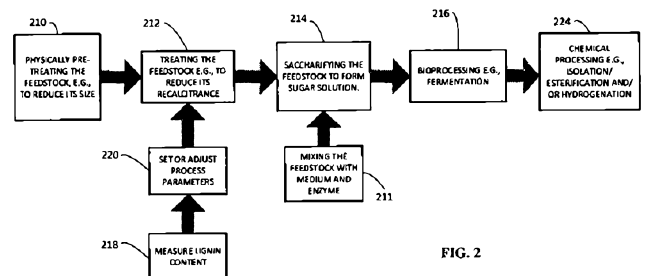 210
PHYSICALLY PRE-
TREATING THE
FEEDSTOCK, E.G.,
TO REDUCE ITS SIZE
212
TREATING THE
FEEDSTOCK E.G., TO
REDUCE ITS
RECALOTRANCE
214
SACCHARIFYING THE
FEEDSTOCK TO FORM
SUGAR SOLUTION.
216
BIOPROCESSING E.G.,
FERMENTATION
224
CHEMICAL
PROCESSING E.G.,
ISOLATION/
ESTERIFICATION AND/
OR HYDROGENATION
220
SET OR ADJUST
PROCESS
PARAMETERS
MIXING THE
FEEDSTOCK WITH
MEDIUM AND
ENZYME
211
218
MEASURE LIGNIN
CONTENT
FIG. 2